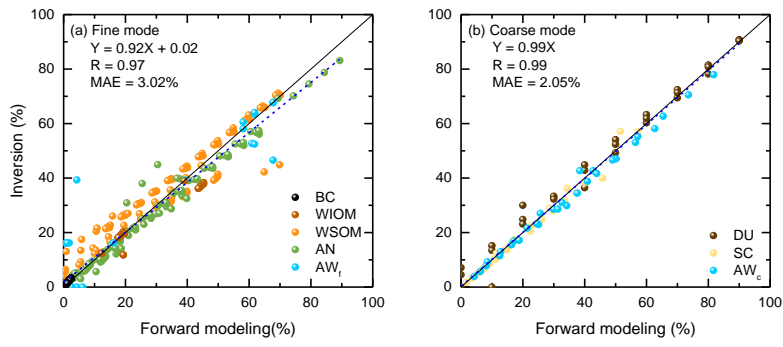 (a) Fine mode
Y = 0.92X + 0.02
R = 0.97
MAE = 3.02%
100
80
60
40
20
0
Inversion (%)
BC
WIOM
WSOM
AN
AW_f
0 20 40 60 80 100
Forward modeling(%)
(b) Coarse mode
Y = 0.99X
R = 0.99
MAE = 2.05%
100
80
60
40
20
0
DU
SC
AW_c
0 20 40 60 80 100
Forward modeling (%)